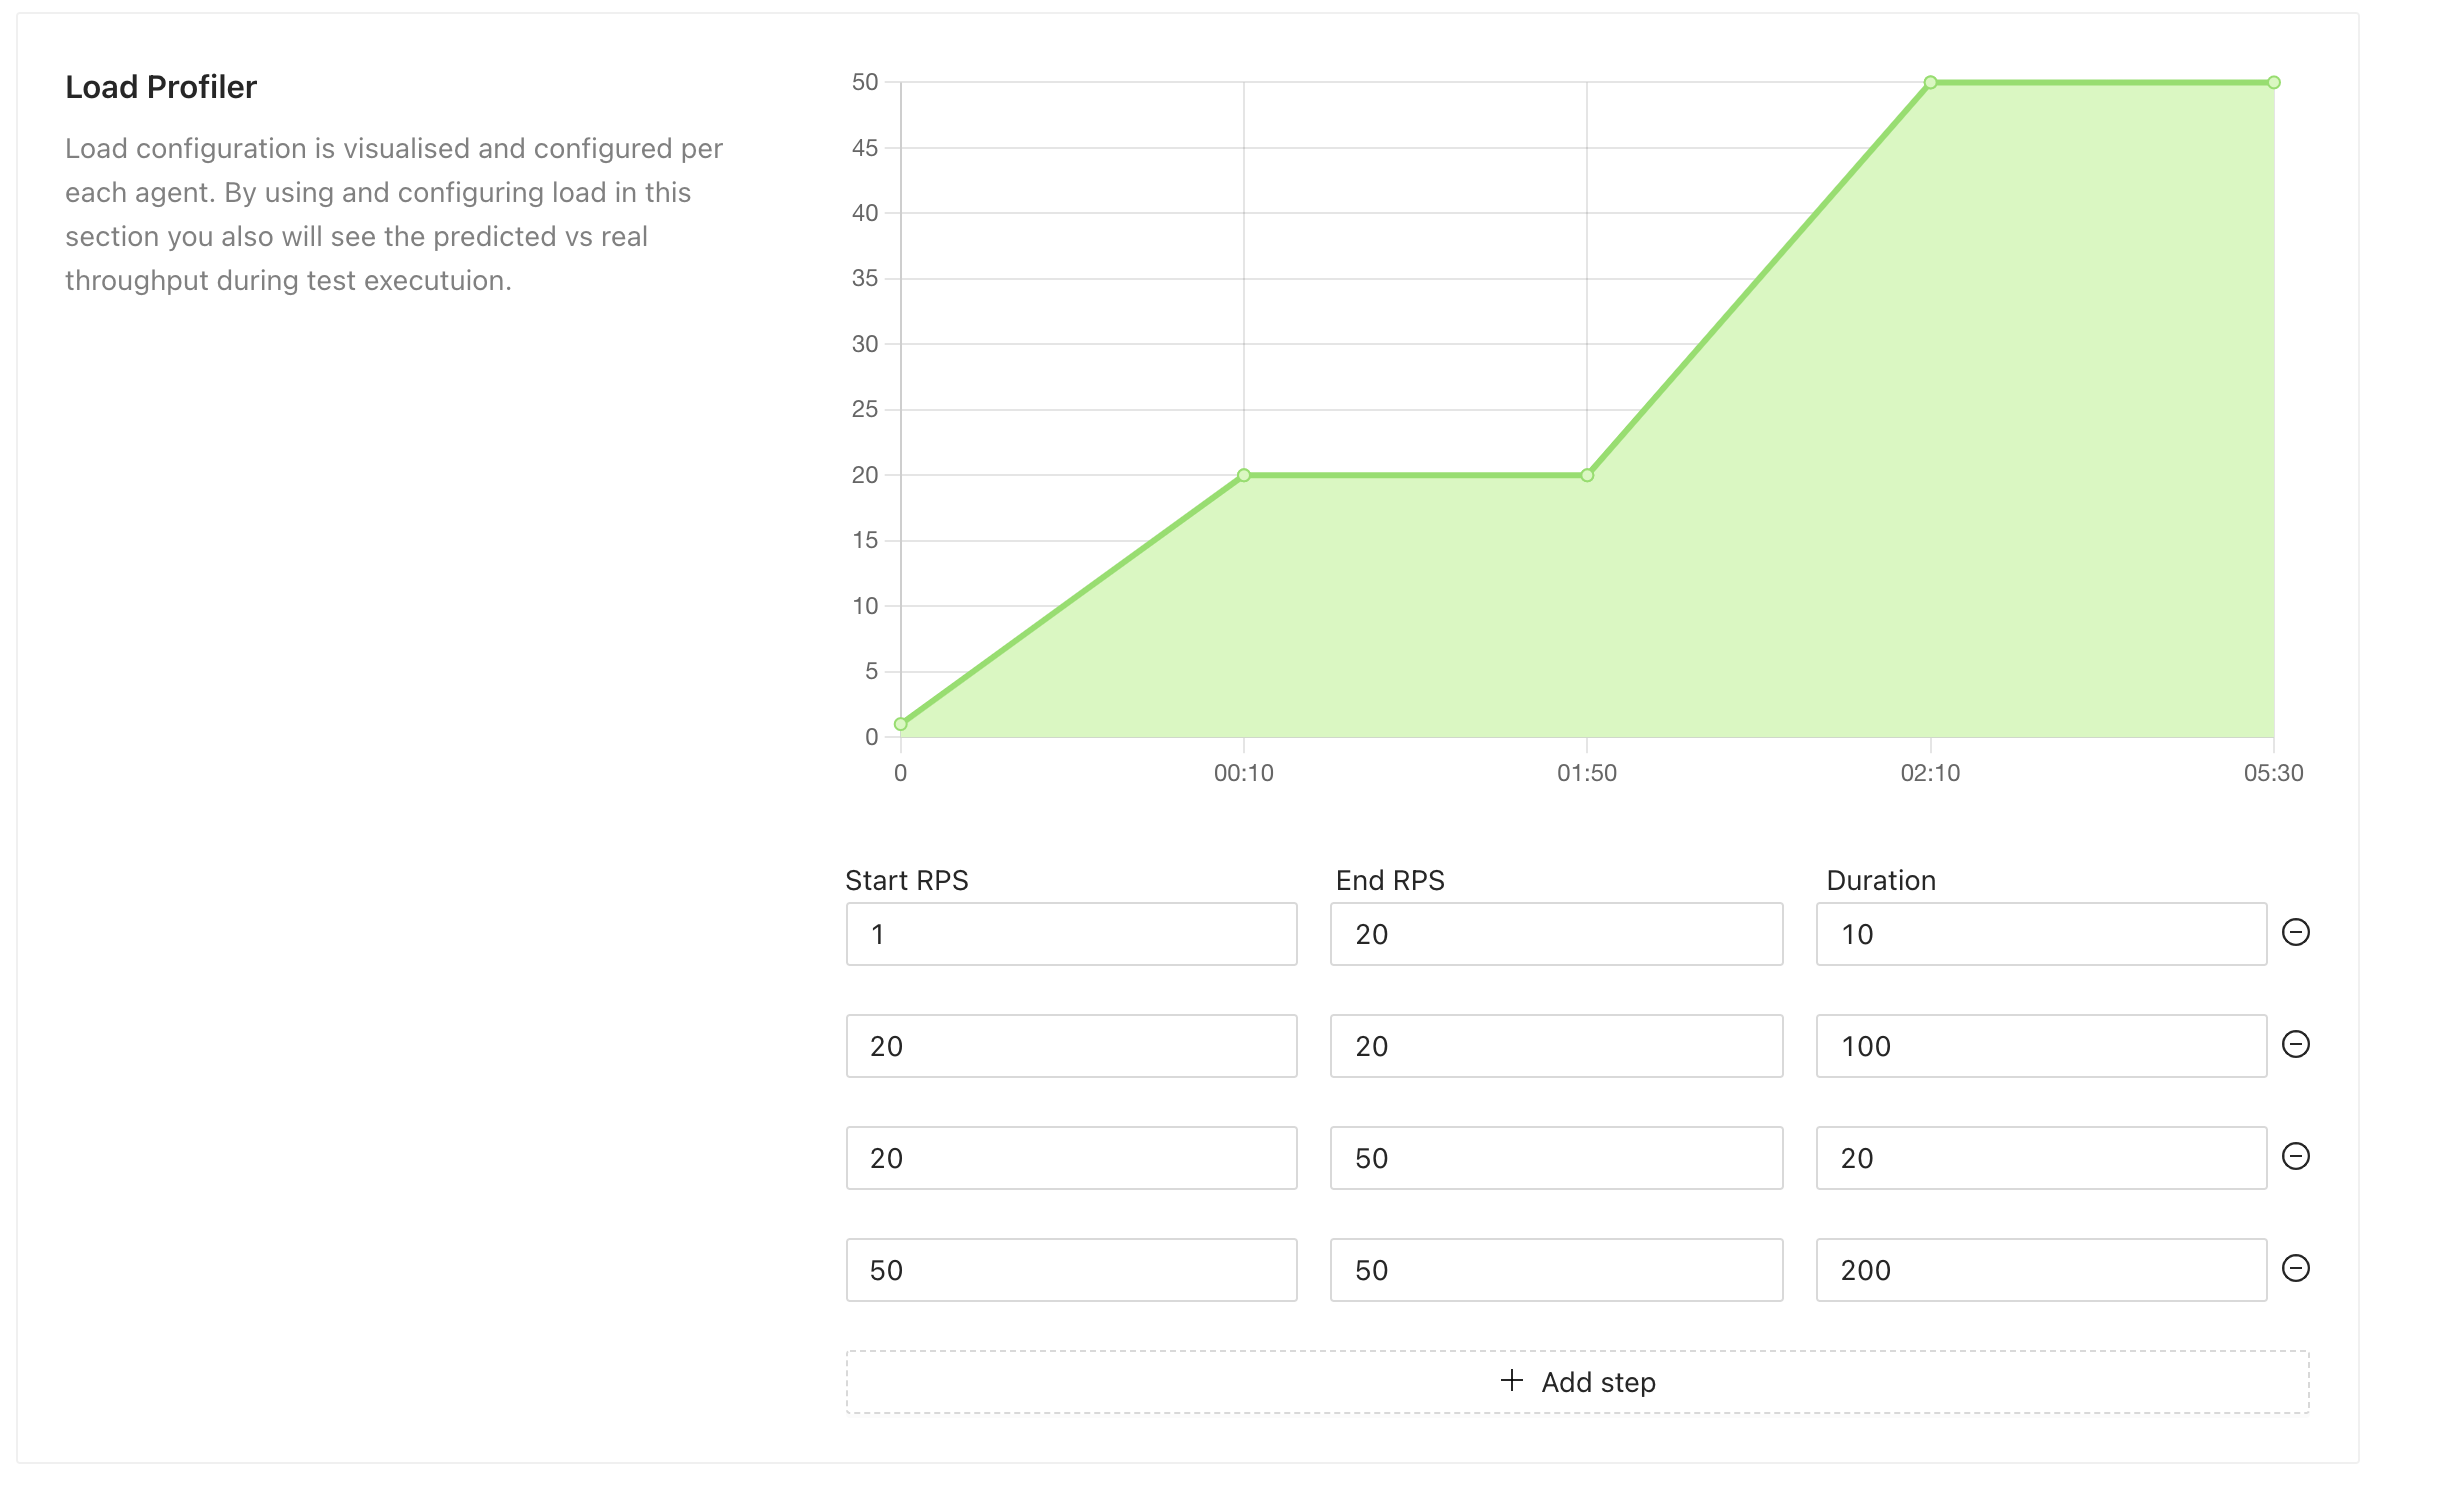 Load Profiler
Load configuration is visualised and configured per
each agent. By using and configuring load in this
section you also will see the predicted vs real
throughput during test executuion.
50
45
40
35
30
25
20
15
10
5
0
0 00:10 01:50 02:10 05:30
Start RPS End RPS Duration
1 20 10
20 20 100
20 50 20
50 50 200
+ Add step